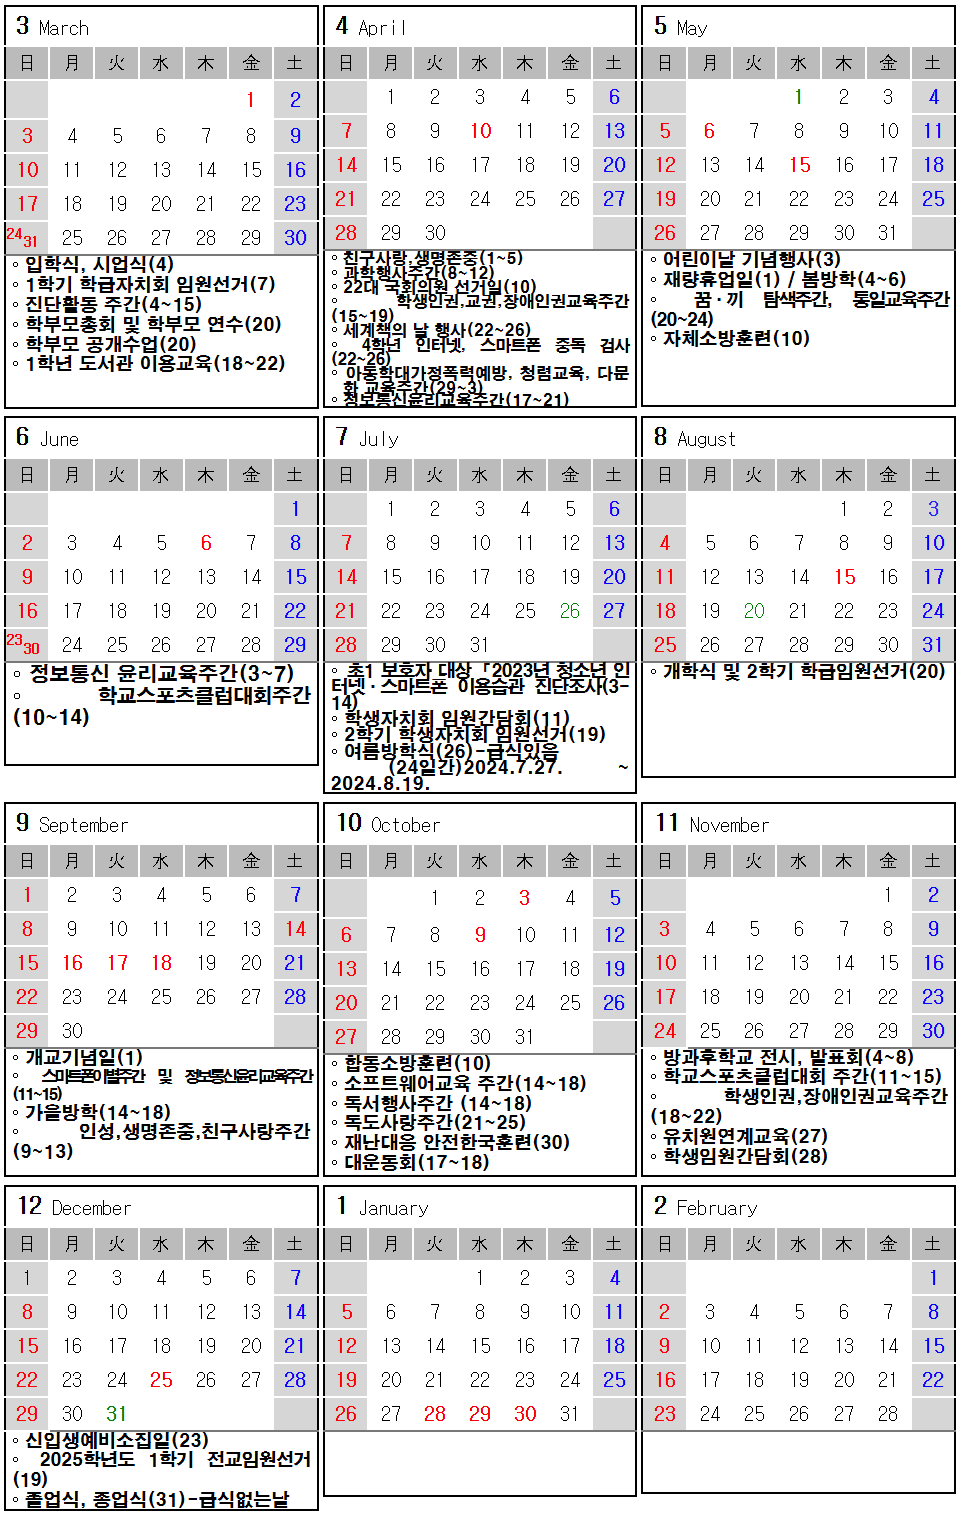 3 March
日 月 火 水 木 金 土
1 2
3 4 5 6 7 8 9
10 11 12 13 14 15 16
17 18 19 20 21 22 23
24 31 25 26 27 28 29 30
◦ 입학식, 시업식(4)
◦ 1학기 학급자치회 임원선거(7)
◦ 진단활동 주간(4~15)
◦ 학부모총회 및 학부모 연수(20)
◦ 학부모 공개수업(20)
◦ 1학년 도서관 이용교육(18~22)
4 April
日 月 火 水 木 金 土
1 2 3 4 5 6
7 8 9 10 11 12 13
14 15 16 17 18 19 20
21 22 23 24 25 26 27
28 29 30
◦ 친구사랑,생명존중(1~5)
◦ 과학행사주간(8~12)
◦ 22대 국회의원 선거일(10)
◦ 학생인권,교권,장애인권교육주간
(15~19)
◦ 세계책의 날 행사(22~26)
◦ 4학년 인터넷, 스마트폰 중독 검사
(22~26)
◦ 아동학대가정폭력예방, 청렴교육, 다문
화 교육주간(29~3)
◦ 정보통신윤리교육주간(17~21)
5 May
日 月 火 水 木 金 土
1 2 3 4
5 6 7 8 9 10 11
12 13 14 15 16 17 18
19 20 21 22 23 24 25
26 27 28 29 30 31
◦ 어린이날 기념행사(3)
◦ 재량휴업일(1) / 봄방학(4~6)
◦ 꿈·끼 탐색주간, 통일교육주간
(20~24)
◦ 자체소방훈련(10)
6 June
日 月 火 水 木 金 土
1
2 3 4 5 6 7 8
9 10 11 12 13 14 15
16 17 18 19 20 21 22
23 30 24 25 26 27 28 29
◦ 정보통신 윤리교육주간(3~7)
◦ 학교스포츠클럽대회주간
(10~14)
7 July
日 月 火 水 木 金 土
1 2 3 4 5 6
7 8 9 10 11 12 13
14 15 16 17 18 19 20
21 22 23 24 25 26 27
28 29 30 31
◦ 초1 보호자 대상 「2023년 청소년 인
터넷·스마트폰 이용습관 진단조사(3-
14)
◦ 학생자치회 임원간담회(11)
◦ 2학기 학생자치회 임원선거(19)
◦ 여름방학식(26)-급식있음
(24일간)2024.7.27. ~
2024.8.19.
8 August
日 月 火 水 木 金 土
1 2 3
4 5 6 7 8 9 10
11 12 13 14 15 16 17
18 19 20 21 22 23 24
25 26 27 28 29 30 31
◦ 개학식 및 2학기 학급임원선거(20)
9 September
日 月 火 水 木 金 土
1 2 3 4 5 6 7
8 9 10 11 12 13 14
15 16 17 18 19 20 21
22 23 24 25 26 27 28
29 30
◦ 개교기념일(1)
◦ 스마트폰이별주간 및 정보통신윤리교육주간
(11~15)
◦ 가을방학(14~18)
◦ 인성,생명존중,친구사랑주간
(9~13)
10 October
日 月 火 水 木 金 土
1 2 3 4 5
6 7 8 9 10 11 12
13 14 15 16 17 18 19
20 21 22 23 24 25 26
27 28 29 30 31
◦ 합동소방훈련(10)
◦ 소프트웨어교육 주간(14~18)
◦ 독서행사주간 (14~18)
◦ 독도사랑주간(21~25)
◦ 재난대응 안전한국훈련(30)
◦ 대운동회(17~18)
11 November
日 月 火 水 木 金 土
1 2
3 4 5 6 7 8 9
10 11 12 13 14 15 16
17 18 19 20 21 22 23
24 25 26 27 28 29 30
◦ 방과후학교 전시, 발표회(4~8)
◦ 학교스포츠클럽대회 주간(11~15)
◦ 학생인권,장애인권교육주간
(18~22)
◦ 유치원연계교육(27)
◦ 학생임원간담회(28)
12 December
日 月 火 水 木 金 土
1 2 3 4 5 6 7
8 9 10 11 12 13 14
15 16 17 18 19 20 21
22 23 24 25 26 27 28
29 30 31
◦ 신입생예비소집일(23)
◦ 2025학년도 1학기 전교임원선거
(19)
◦ 졸업식, 종업식(31)-급식없는날
1 January
日 月 火 水 木 金 土
1 2 3 4
5 6 7 8 9 10 11
12 13 14 15 16 17 18
19 20 21 22 23 24 25
26 27 28 29 30 31
2 February
日 月 火 水 木 金 土
1
2 3 4 5 6 7 8
9 10 11 12 13 14 15
16 17 18 19 20 21 22
23 24 25 26 27 28